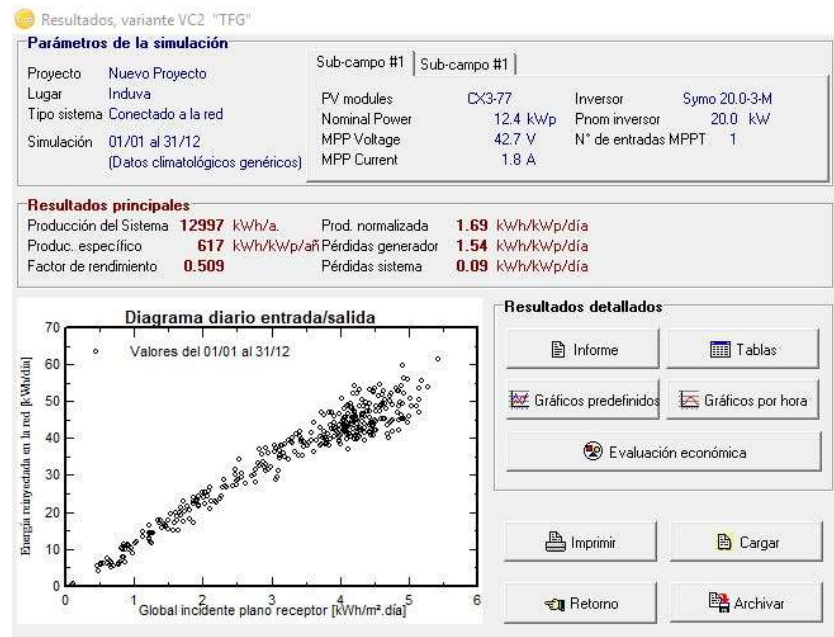 Resultados, variante VC2 "TFG"
Parámetros de la simulación
Proyecto Nuevo Proyecto
Lugar Induva
Tipo sistema Conectado a la red
Simulación 01/01 al 31/12
(Datos climatológicos genéricos)
Sub-campo #1 Sub-campo #1
PV modules CX3-77 Inversor Symo 20.0-3-M
Nominal Power 12.4 kWp Pnom inversor 20.0 kW
MPP Voltage 42.7 V N° de entradas MPPT 1
MPP Current 1.8 A
Resultados principales
Producción del Sistema 12997 kWh/a. Prod. normalizada 1.69 kWh/kWp/día
Produc. específico 617 kWh/kWp/añ Pérdidas generador 1.54 kWh/kWp/día
Factor de rendimiento 0.509 Pérdidas sistema 0.09 kWh/kWp/día
Diagrama diario entrada/salida
Valores del 01/01 al 31/12
Energía reinyectada en la red [kWh/día]
70
60
50
40
30
20
10
0
0 1 2 3 4 5 6
Global incidente plano receptor [kWh/m².día]
Resultados detallados
Informe Tablas
Gráficos predefinidos Gráficos por hora
Evaluación económica
Imprimir Cargar
Retorno Archivar